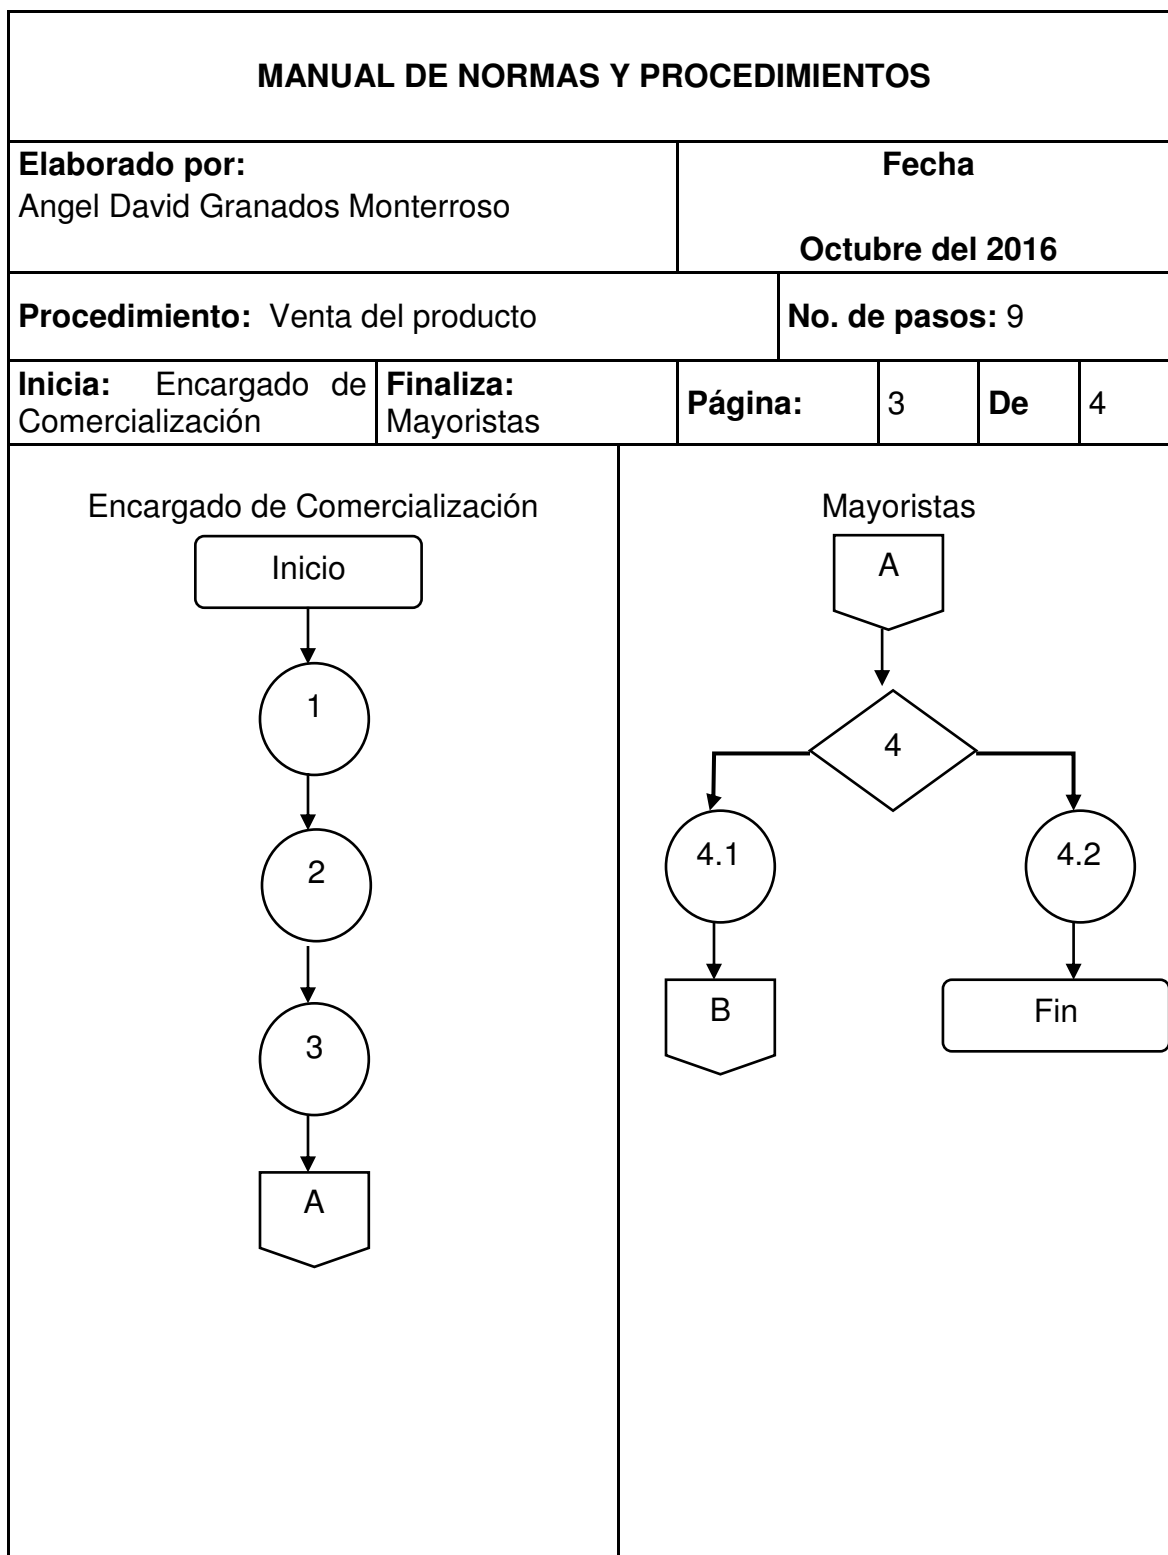 MANUAL DE NORMAS Y PROCEDIMIENTOS
Elaborado por:
Angel David Granados Monterroso
Fecha
Octubre del 2016
Procedimiento: Venta del producto
No. de pasos: 9
Inicia: Encargado de
Comercialización
Finaliza:
Mayoristas
Página:
3
De
4
Encargado de Comercialización
Inicio
1
2
3
A
Mayoristas
A
4
4.1
4.2
B
Fin